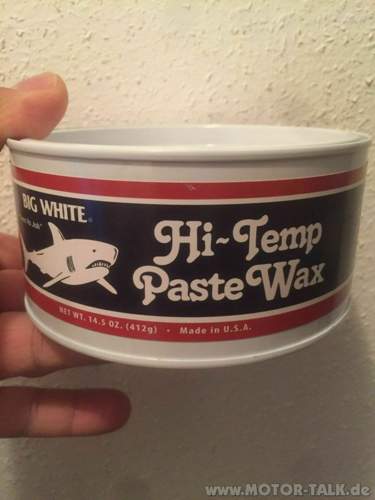 BIG WHITE
Hi-Temp
Paste Wax
NET WT. 14.5 OZ. (412g) • Made in U.S.A.
www.MOTOR-TALK.de